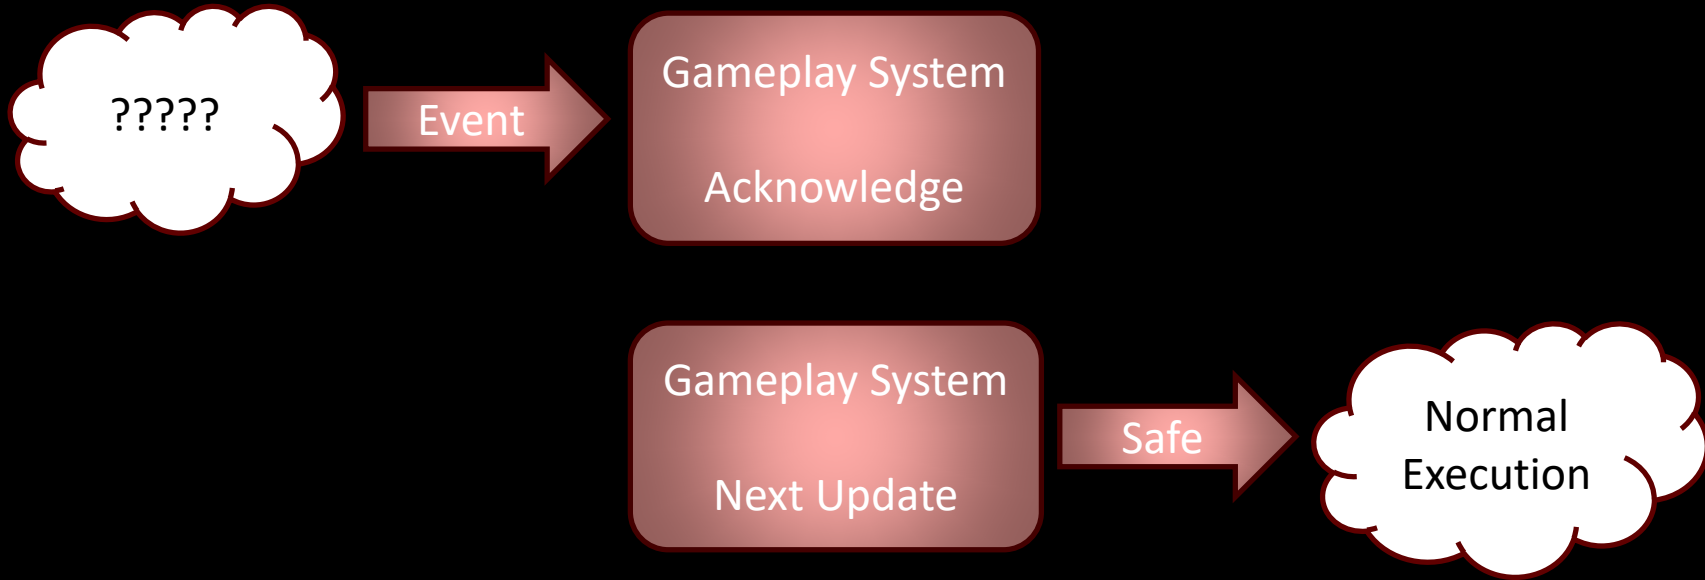 ?????
Event
Gameplay System
Acknowledge
Gameplay System
Next Update
Safe
Normal
Execution